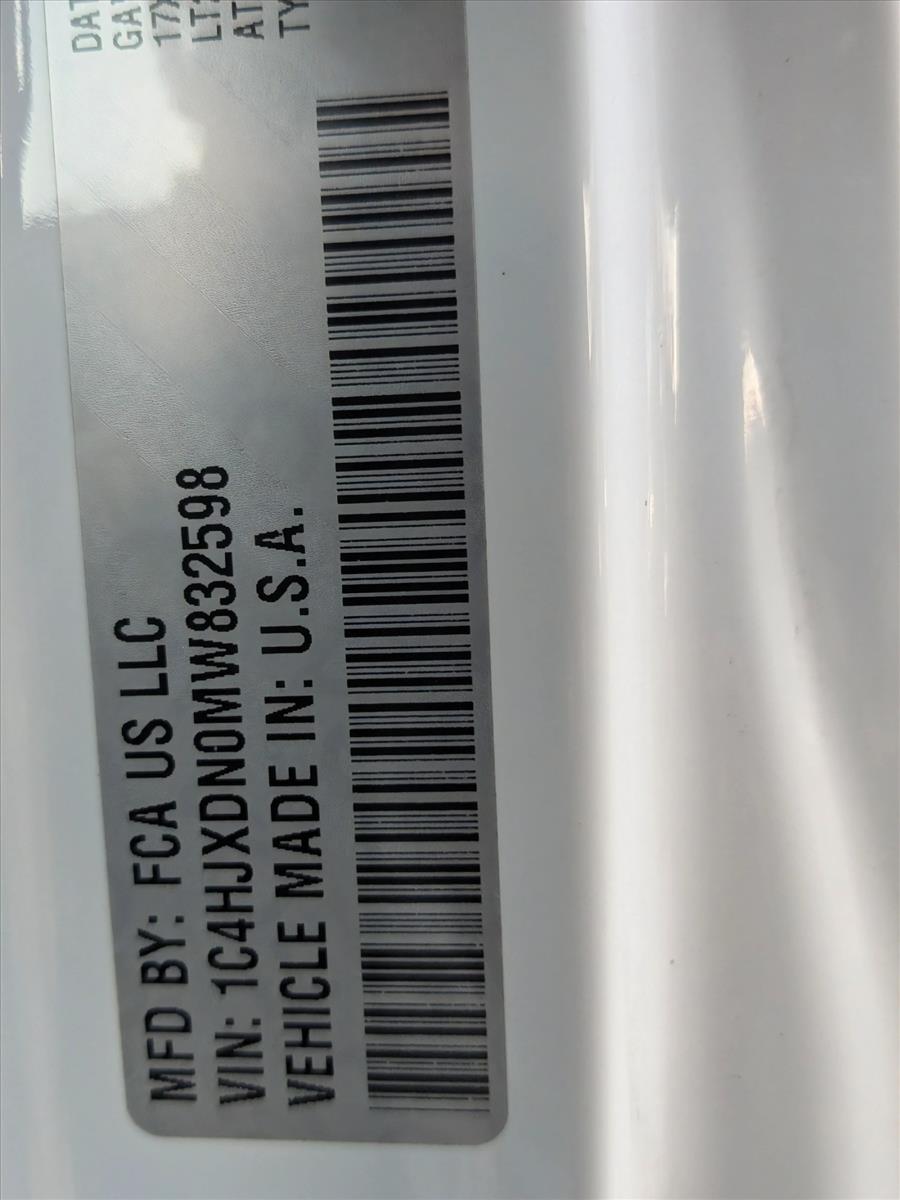 MFD BY: FCA US LLC
VIN: 1C4HJXDN0MW832598
VEHICLE MADE IN: U.S.A.